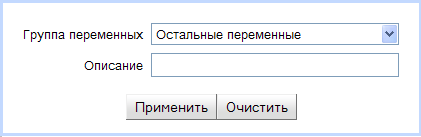 Группа переменных Остальные переменные
Описание
Применить Очистить